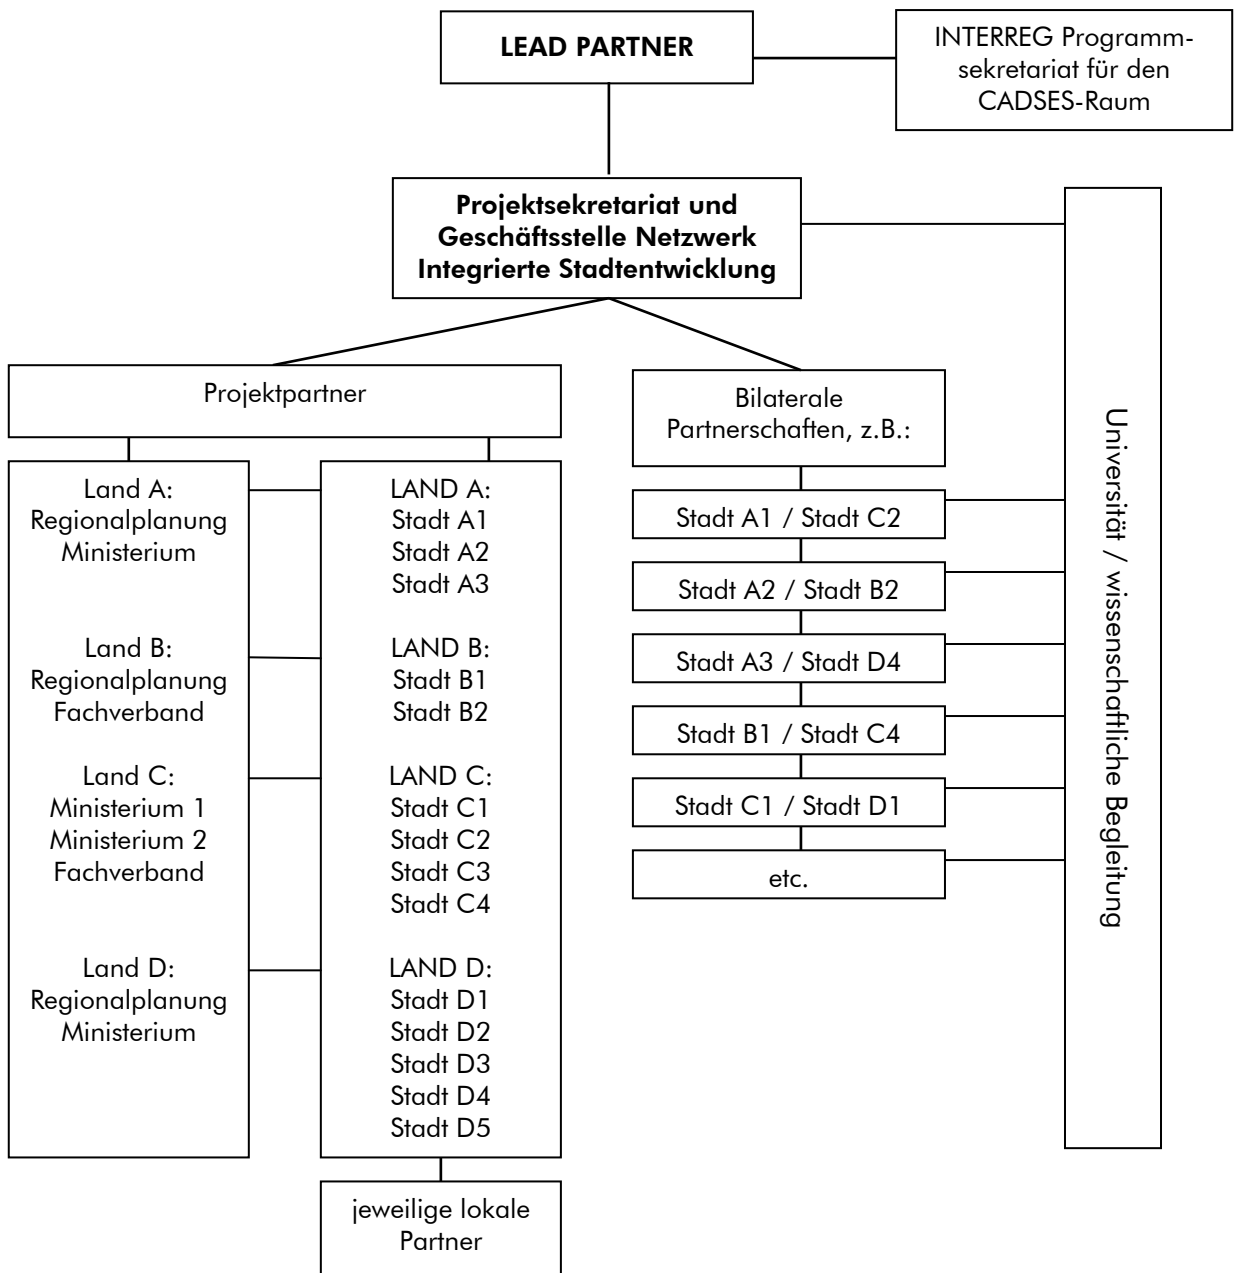 LEAD PARTNER
INTERREG Programm-
sekretariat für den
CADSES-Raum
Projektsekretariat und
Geschäftsstelle Netzwerk
Integrierte Stadtentwicklung
Projektpartner
Land A:
Regionalplanung
Ministerium
Land B:
Regionalplanung
Fachverband
Land C:
Ministerium 1
Ministerium 2
Fachverband
Land D:
Regionalplanung
Ministerium
LAND A:
Stadt A1
Stadt A2
Stadt A3
LAND B:
Stadt B1
Stadt B2
LAND C:
Stadt C1
Stadt C2
Stadt C3
Stadt C4
LAND D:
Stadt D1
Stadt D2
Stadt D3
Stadt D4
Stadt D5
jeweilige lokale
Partner
Bilaterale
Partnerschaften, z.B.:
Stadt A1 / Stadt C2
Stadt A2 / Stadt B2
Stadt A3 / Stadt D4
Stadt B1 / Stadt C4
Stadt C1 / Stadt D1
etc.
Universität / wissenschaftliche Begleitung